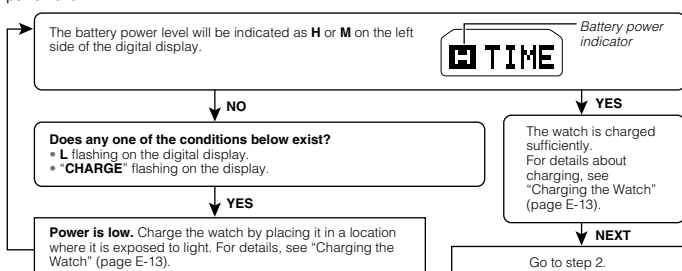 The battery power level will be indicated as H or M on the left
side of the digital display.
Battery power
indicator
H TIME
NO
YES
Does any one of the conditions below exist?
• L flashing on the digital display.
• “CHARGE” flashing on the display.
The watch is charged
sufficiently.
For details about
charging, see
“Charging the Watch”
(page E-13).
YES
Power is low. Charge the watch by placing it in a location
where it is exposed to light. For details, see “Charging the
Watch” (page E-13).
NEXT
Go to step 2.